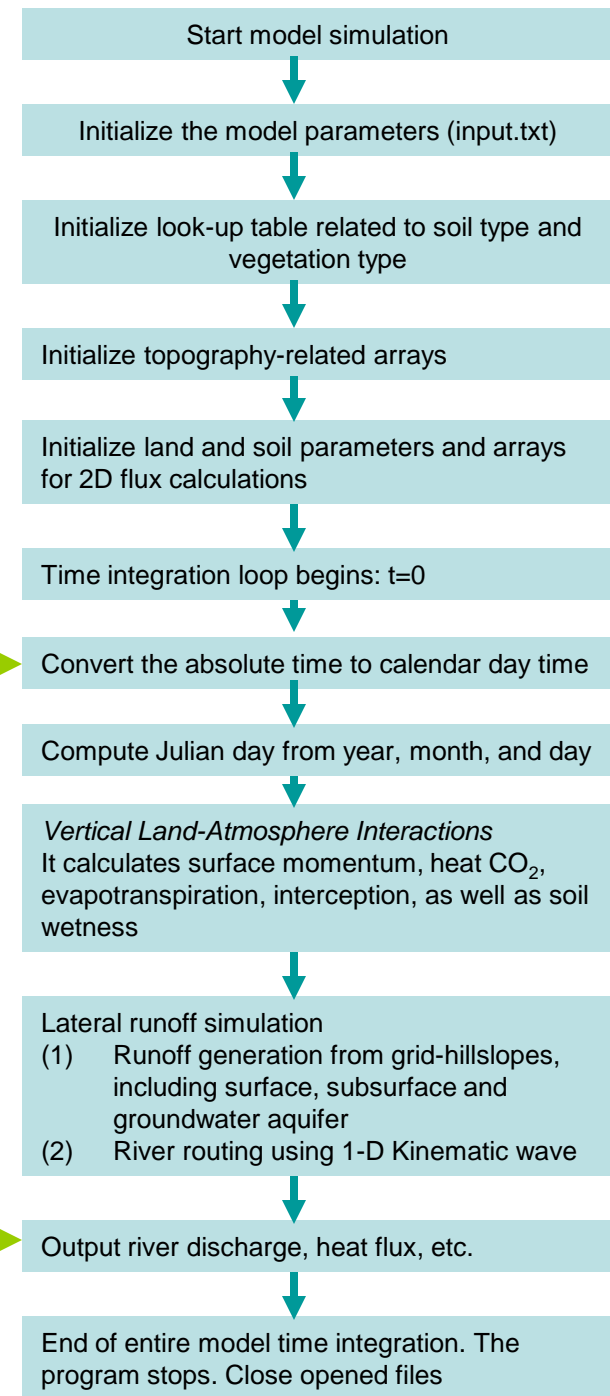 Start model simulation
Initialize the model parameters (input.txt)
Initialize look-up table related to soil type and
vegetation type
Initialize topography-related arrays
Initialize land and soil parameters and arrays
for 2D flux calculations
Time integration loop begins: t=0
Convert the absolute time to calendar day time
Compute Julian day from year, month, and day
Vertical Land-Atmosphere Interactions
It calculates surface momentum, heat CO₂,
evapotranspiration, interception, as well as soil
wetness
Lateral runoff simulation
(1) Runoff generation from grid-hillslopes,
including surface, subsurface and
groundwater aquifer
(2) River routing using 1-D Kinematic wave
Output river discharge, heat flux, etc.
End of entire model time integration. The
program stops. Close opened files